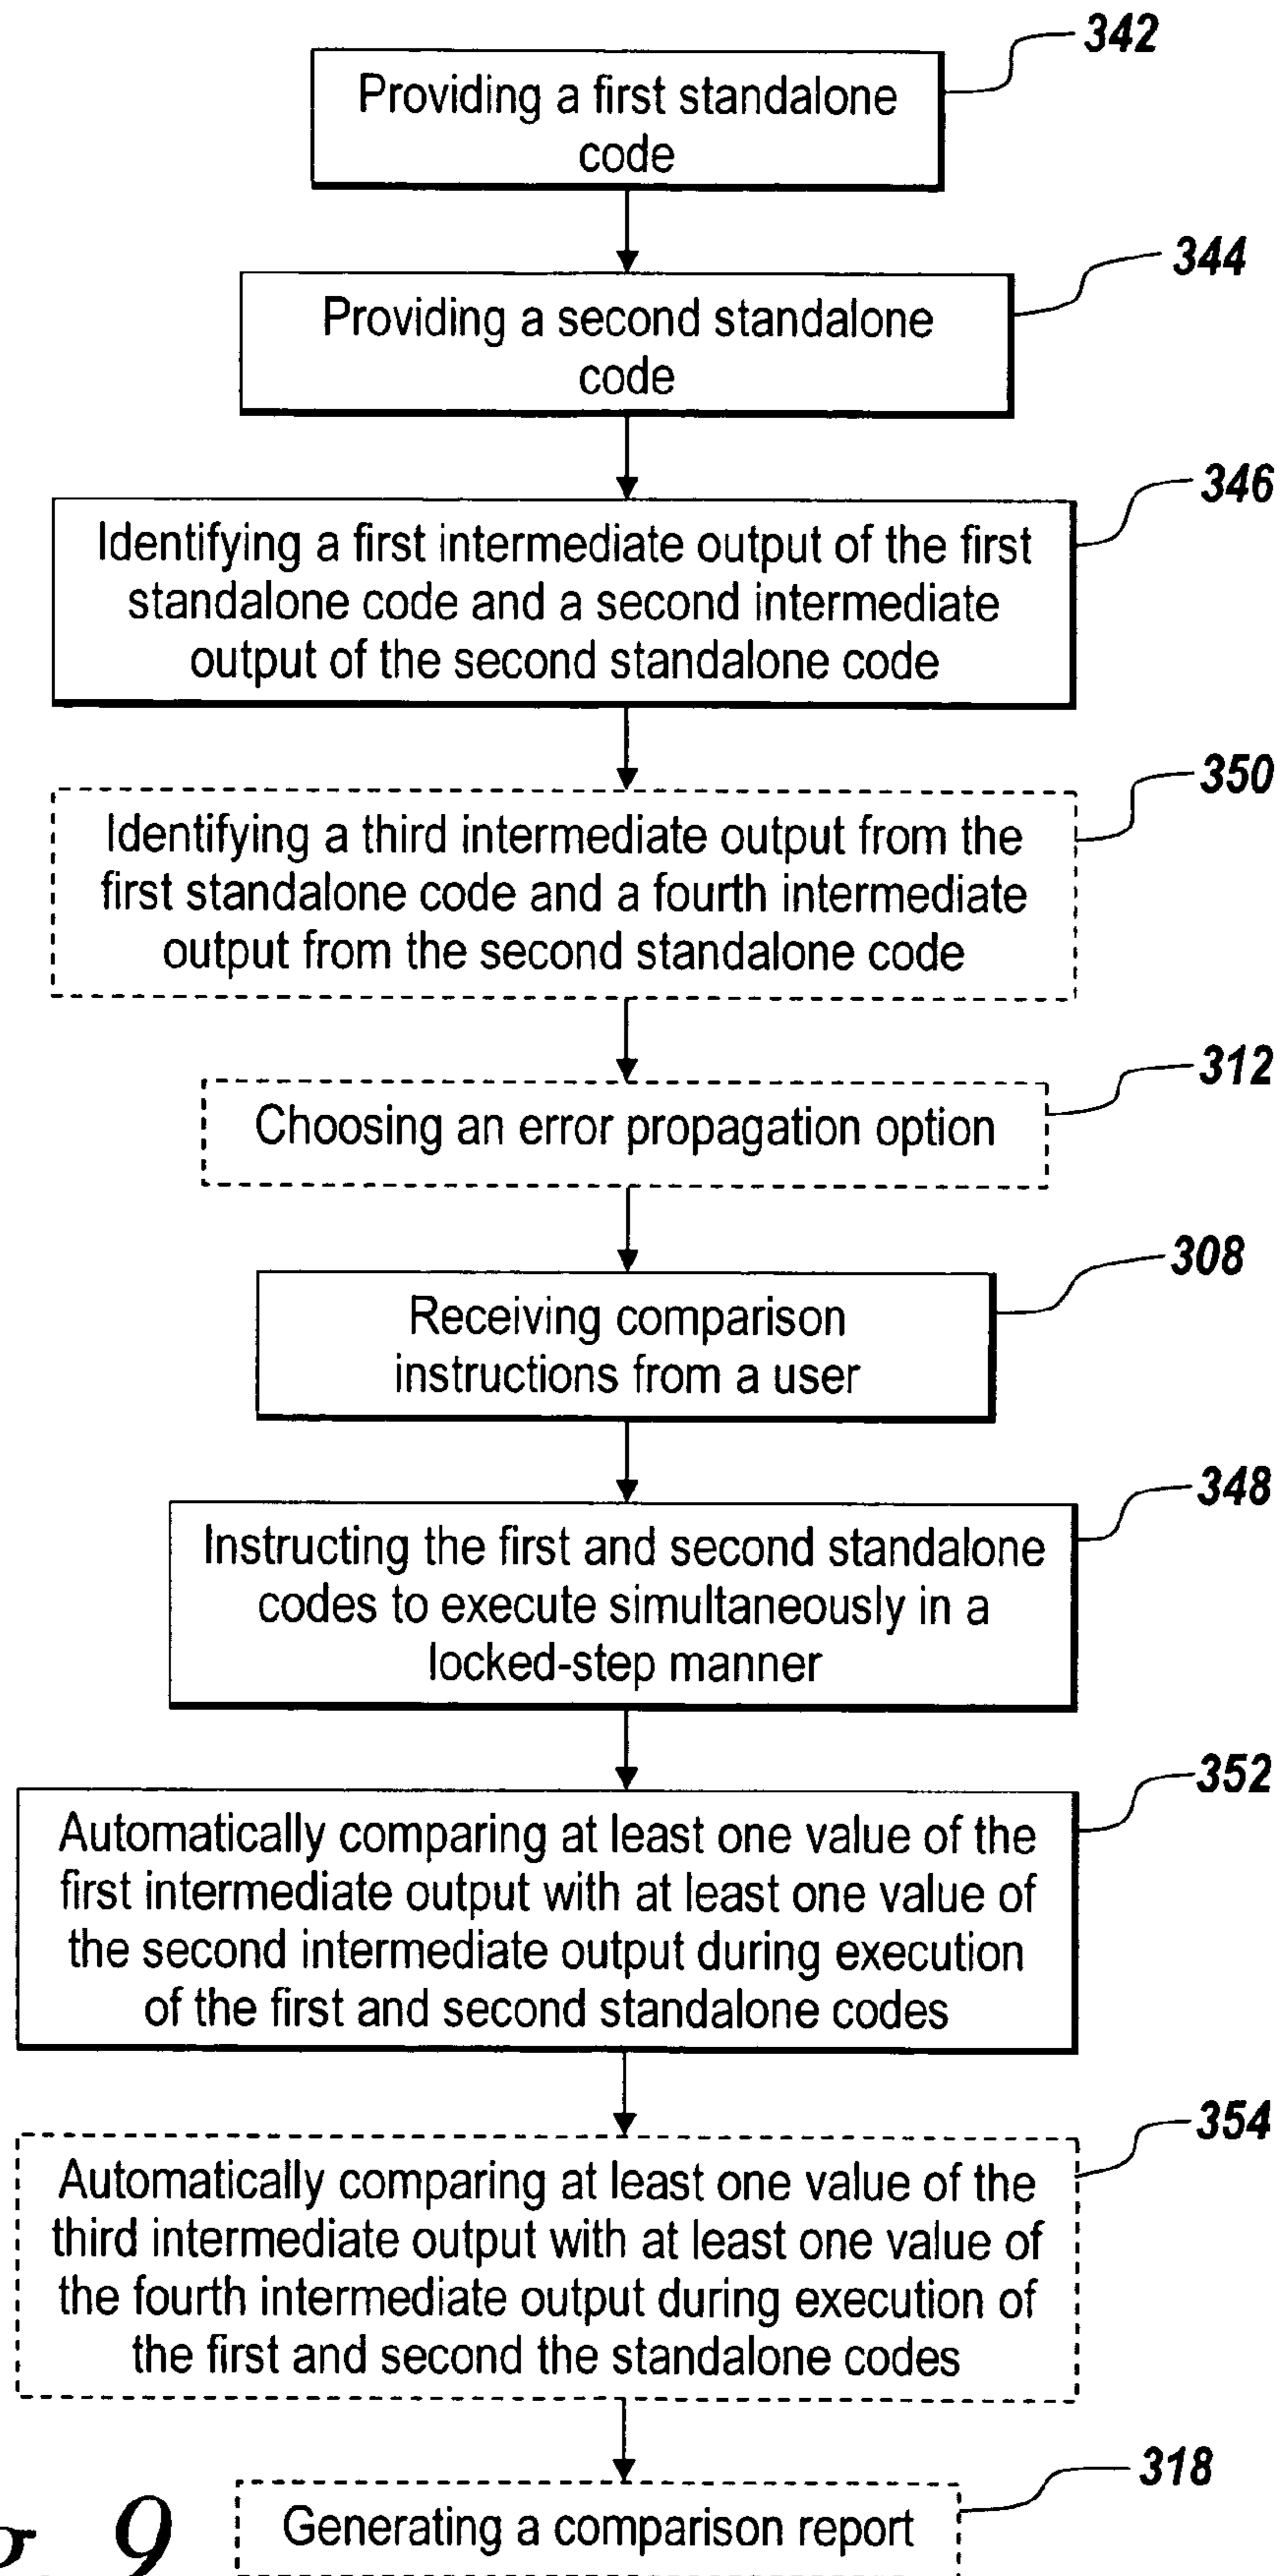 342
Providing a first standalone
code
344
Providing a second standalone
code
346
Identifying a first intermediate output of the first
standalone code and a second intermediate
output of the second standalone code
350
Identifying a third intermediate output from the
first standalone code and a fourth intermediate
output from the second standalone code
312
Choosing an error propagation option
308
Receiving comparison
instructions from a user
348
Instructing the first and second standalone
codes to execute simultaneously in a
locked-step manner
352
Automatically comparing at least one value of the
first intermediate output with at least one value of
the second intermediate output during execution
of the first and second standalone codes
354
Automatically comparing at least one value of the
third intermediate output with at least one value of
the fourth intermediate output during execution of
the first and second the standalone codes
318
Generating a comparison report
9